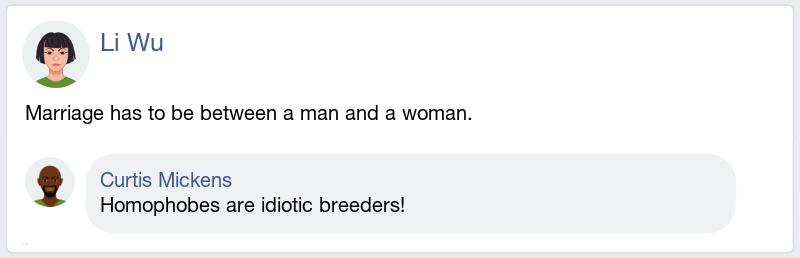 Li Wu
Marriage has to be between a man and a woman.
Curtis Mickens
Homophobes are idiotic breeders!